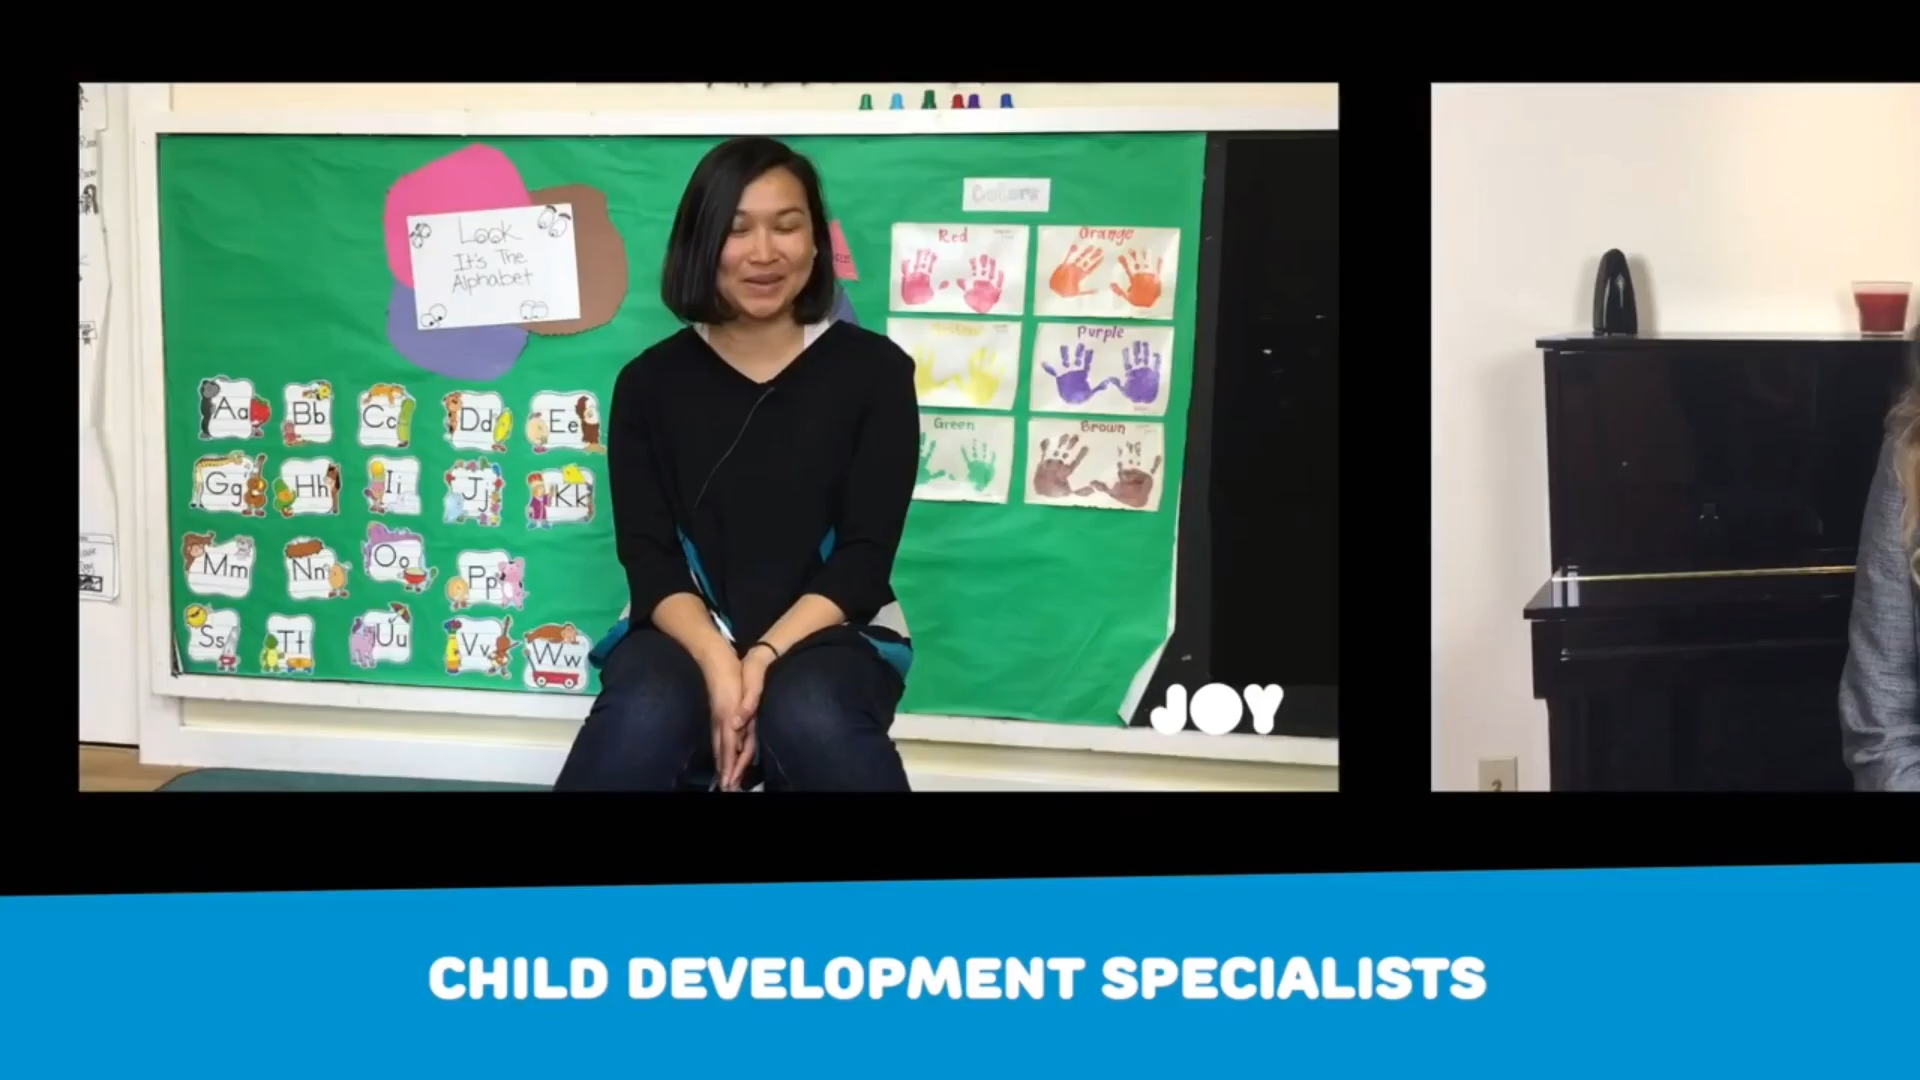 Look
It's The
Alphabet
Colors
Red
Orange
Purple
Green
Brown
Aa
Bb
Cc
Dd
Ee
Gg
Hh
Ii
Jj
Kk
Mm
Nn
Oo
Pp
Ss
Tt
Uu
Vv
Ww
JOY
CHILD DEVELOPMENT SPECIALISTS